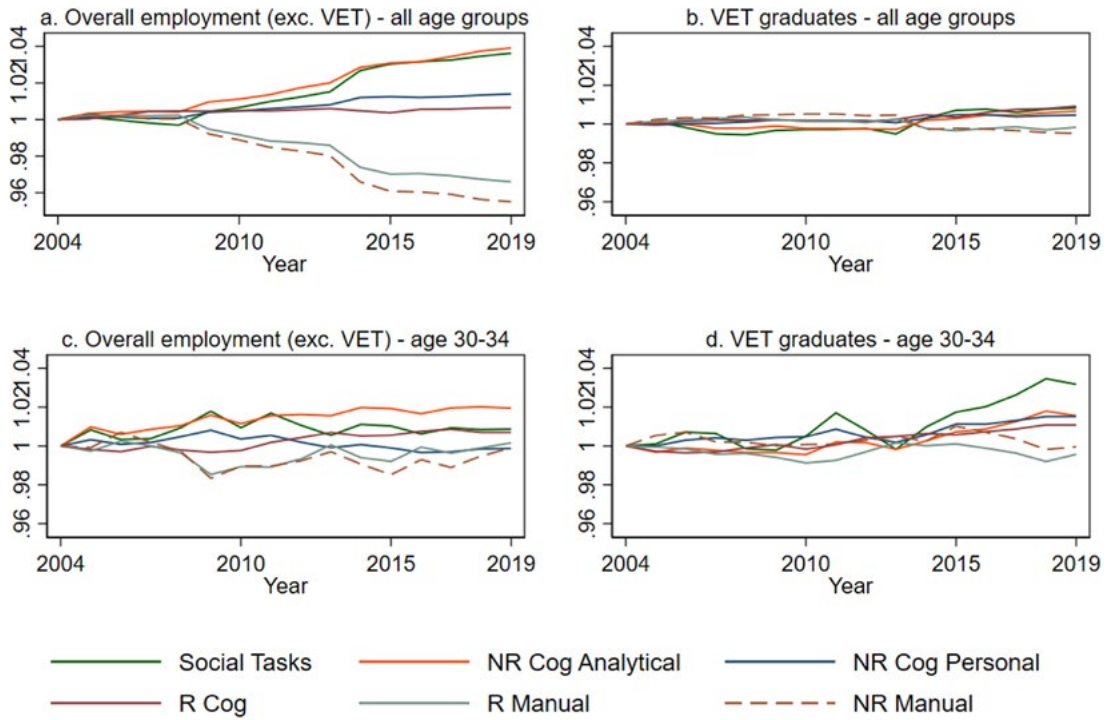 a. Overall employment (exc. VET) - all age groups
.96 .98 1 1.02 1.04
2004 2010 2015 2019
Year
b. VET graduates - all age groups
.96 .98 1 1.02 1.04
2004 2010 2015 2019
Year
c. Overall employment (exc. VET) - age 30-34
.96 .98 1 1.02 1.04
2004 2010 2015 2019
Year
d. VET graduates - age 30-34
.96 .98 1 1.02 1.04
2004 2010 2015 2019
Year
Social Tasks NR Cog Analytical NR Cog Personal
R Cog R Manual NR Manual